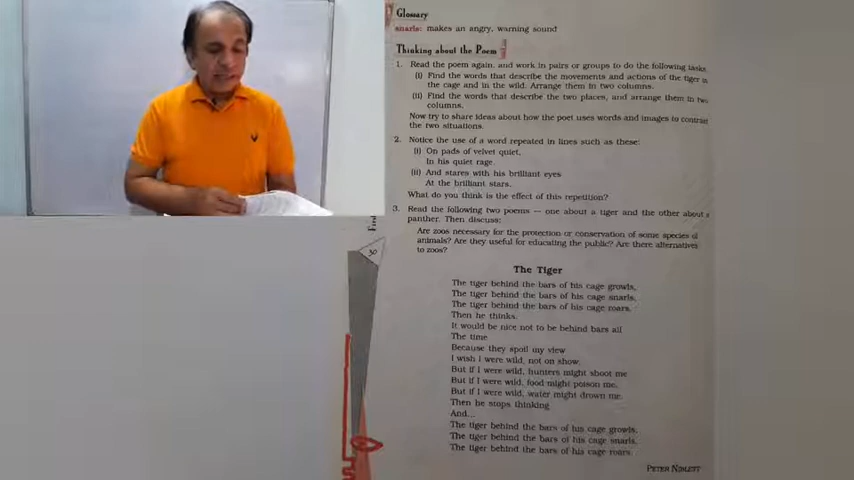 Glossary
snarls: makes an angry, warning sound
Thinking about the Poem
1. Read the poem again, and work in pairs or groups to do the following tasks.
(i) Find the words that describe the movements and actions of the tiger in
the cage and in the wild. Arrange them in two columns.
(ii) Find the words that describe the two places, and arrange them in two
columns.
Now try to share ideas about how the poet uses words and images to contrast
the two situations.
2. Notice the use of a word repeated in lines such as these:
(i) On pads of velvet quiet,
In his quiet rage.
(ii) And stares with his brilliant eyes
At the brilliant stars.
What do you think is the effect of this repetition?
3. Read the following two poems — one about a tiger and the other about a
panther. Then discuss:
Are zoos necessary for the protection or conservation of some species of
animals? Are they useful for educating the public? Are there alternatives
to zoos?
30
The Tiger
The tiger behind the bars of his cage growls,
The tiger behind the bars of his cage snarls,
The tiger behind the bars of his cage roars.
Then he thinks.
It would be nice not to be behind bars all
The time
Because they spoil my view
I wish I were wild, not on show.
But if I were wild, hunters might shoot me,
But if I were wild, food might poison me,
But if I were wild, water might drown me.
Then he stops thinking
And...
The tiger behind the bars of his cage growls,
The tiger behind the bars of his cage snarls,
The tiger behind the bars of his cage roars.
PETER NIBLETT